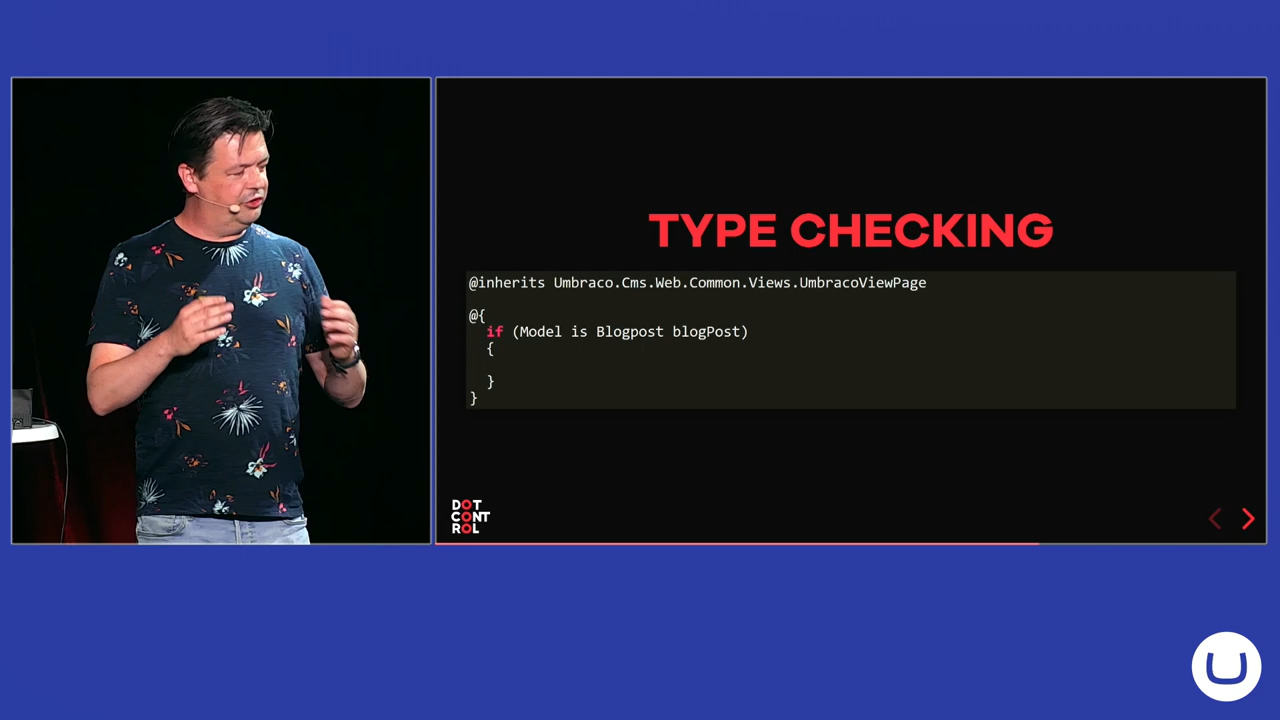 TYPE CHECKING
@inherits Umbraco.Cms.Web.Common.Views.UmbracoViewPage
@{
if (Model is Blogpost blogPost)
{
}
}
DOT
CONT
ROL